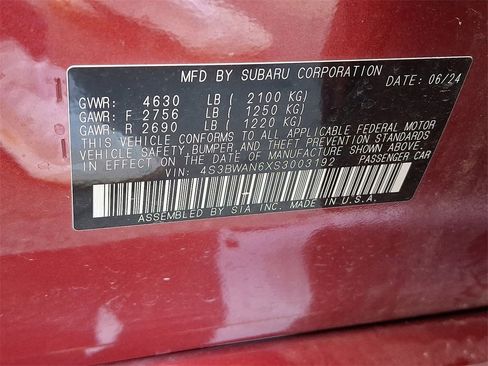 MFD BY SUBARU CORPORATION
DATE: 06/24
GVWR: 4630 LB ( 2100 KG)
GAWR: F 2756 LB ( 1250 KG)
GAWR: R 2690 LB ( 1220 KG)
THIS VEHICLE CONFORMS TO ALL APPLICABLE FEDERAL MOTOR
VEHICLE SAFETY, BUMPER, AND THEFT PREVENTION STANDARDS
IN EFFECT ON THE DATE OF MANUFACTURE SHOWN ABOVE.
VIN: 4S3BWAN6XS3003192 PASSENGER CAR
ASSEMBLED BY SIA INC. MADE IN U.S.A.